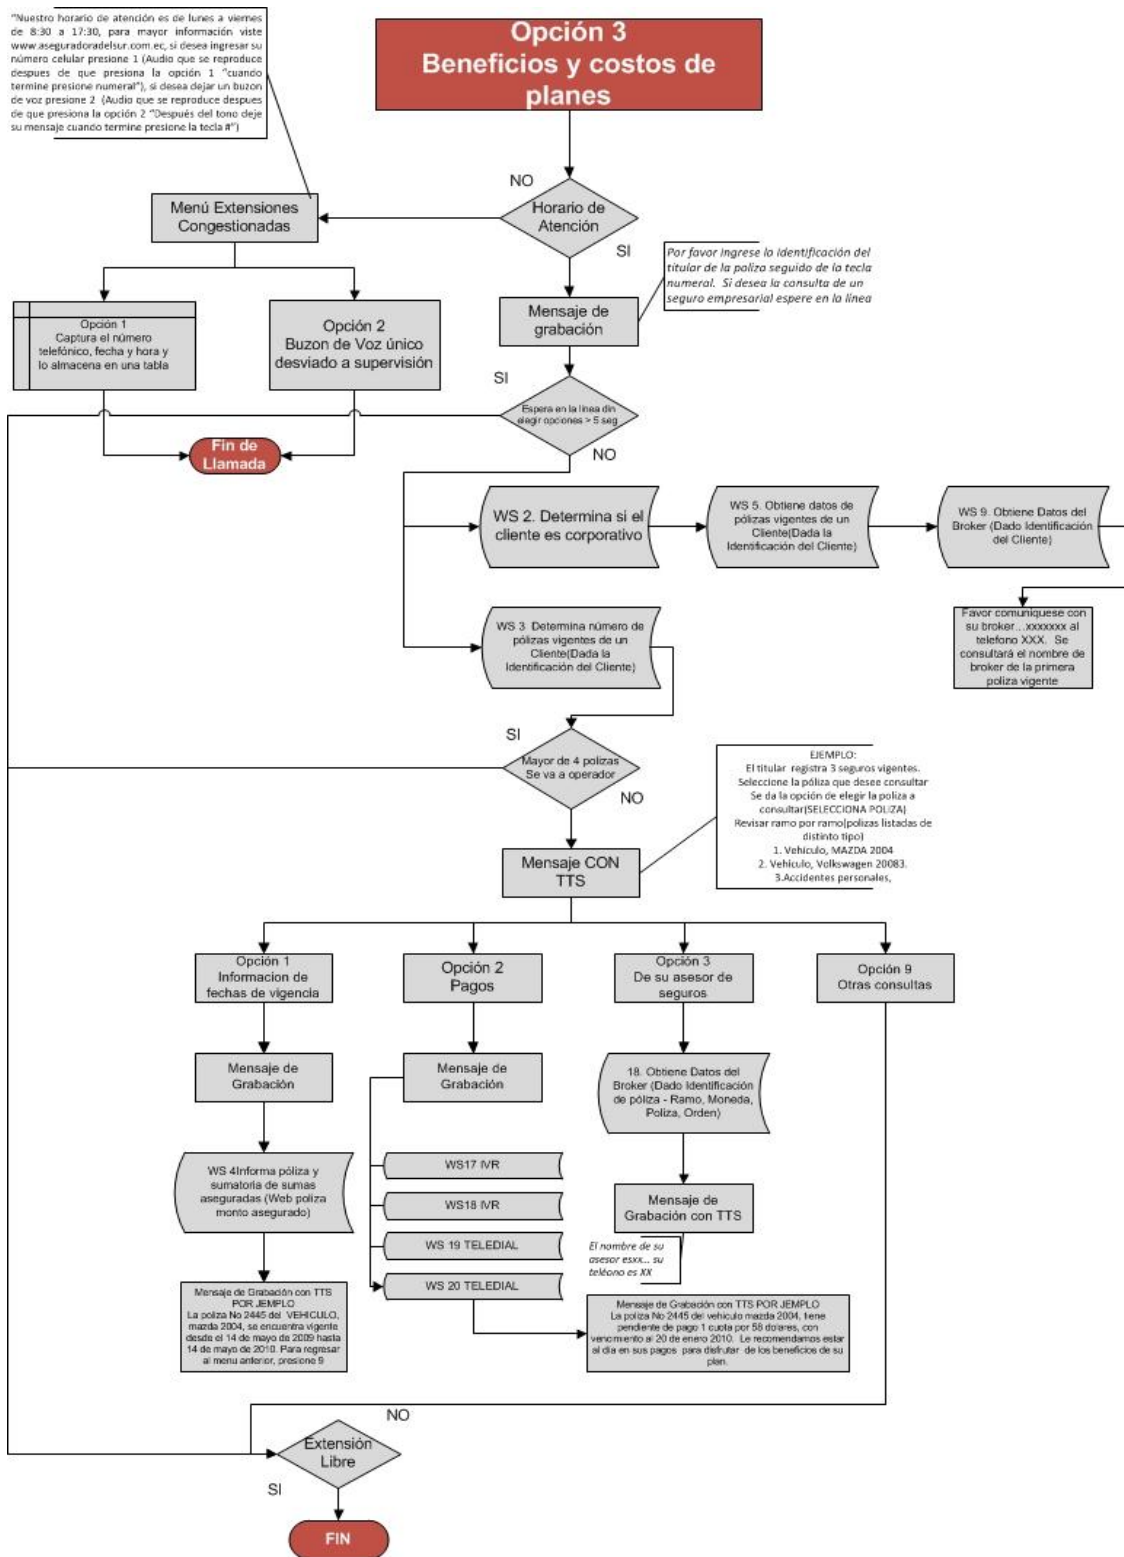 "Nuestro horario de atención es de lunes a viernes
de 8:30 a 17:30, para mayor información viste
www.aseguradoradelsur.com.ec, si desea ingresar su
número celular presione 1 (Audio que se reproduce
despues de que presiona la opción 1 "cuando
termine presione numeral"), si desea dejar un buzon
de voz presione 2 (Audio que se reproduce despues
de que presiona la opción 2 "Después del tono deje
su mensaje cuando termine presione la tecla #")
Opción 3
Beneficios y costos de
planes
NO
Menú Extensiones
Congestionadas
Horario de
Atención
SI
Por favor ingrese la identificación del
titular de la poliza seguido de la tecla
numeral. Si desea la consulta de un
seguro empresarial espere en la línea
Mensaje de
grabación
Opción 1
Captura el número
telefónico, fecha y hora y
lo almacena en una tabla
Opción 2
Buzon de Voz único
desviado a supervisión
SI
Espera en la línea din
elegir opciones > 5 seg
NO
Fin de
Llamada
WS 2. Determina si el
cliente es corporativo
WS 5. Obtiene datos de
pólizas vigentes de un
Cliente(Dada la
Identificación del Cliente)
WS 9. Obtiene Datos del
Broker (Dado Identificación
del Cliente)
Favor comuniquese con
su broker...xxxxxxx al
telefono XXX. Se
consultará el nombre de
broker de la primera
poliza vigente
WS 3 Determina número de
pólizas vigentes de un
Cliente(Dada la
Identificación del Cliente)
SI
Mayor de 4 polizas
Se va a operador
NO
EJEMPLO:
El titular registra 3 seguros vigentes.
Seleccione la póliza que desee consultar
Se da la opción de elegir la poliza a
consultar(SELECCIONA POLIZA)
Revisar ramo por ramo(polizas listadas de
distinto tipo)
1. Vehículo, MAZDA 2004
2. Vehículo, Volkswagen 20083.
3.Accidentes personales,
Mensaje CON
TTS
Opción 1
Informacion de
fechas de vigencia
Opción 2
Pagos
Opción 3
De su asesor de
seguros
Opción 9
Otras consultas
Mensaje de
Grabación
Mensaje de
Grabación
18. Obtiene Datos del
Broker (Dado Identificación
de póliza - Ramo, Moneda,
Poliza, Orden)
WS 4Informa póliza y
sumatoria de sumas
aseguradas (Web poliza
monto asegurado)
WS17 IVR
WS18 IVR
WS 19 TELEDIAL
WS 20 TELEDIAL
Mensaje de
Grabación con TTS
El nombre de su
asesor esxx... su
teléono es XX
Mensaje de Grabación con TTS
POR JEMPLO
La poliza No 2445 del VEHICULO,
mazda 2004, se encuentra vigente
desde el 14 de mayo de 2009 hasta
14 de mayo de 2010. Para regresar
al menu anterior, presione 9
Mensaje de Grabación con TTS POR JEMPLO
La poliza No 2445 del vehiculo mazda 2004, tiene
pendiente de pago 1 cuota por 58 dolares, con
vencimiento al 20 de enero 2010. Le recomendamos estar
al dia en sus pagos para disfrutar de los beneficios de su
plan.
NO
Extensión
Libre
SI
FIN